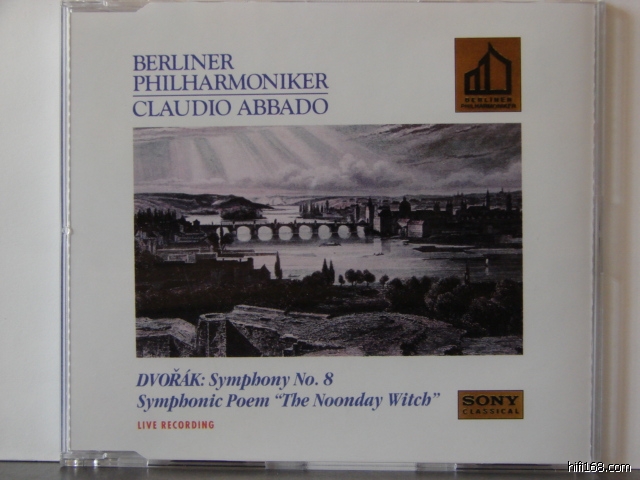 BERLINER
PHILHARMONIKER
CLAUDIO ABBADO
BERLINER
PHILHARMONIKER
DVOŘÁK: Symphony No. 8
Symphonic Poem “The Noonday Witch”
LIVE RECORDING
SONY
CLASSICAL
hifi168.com